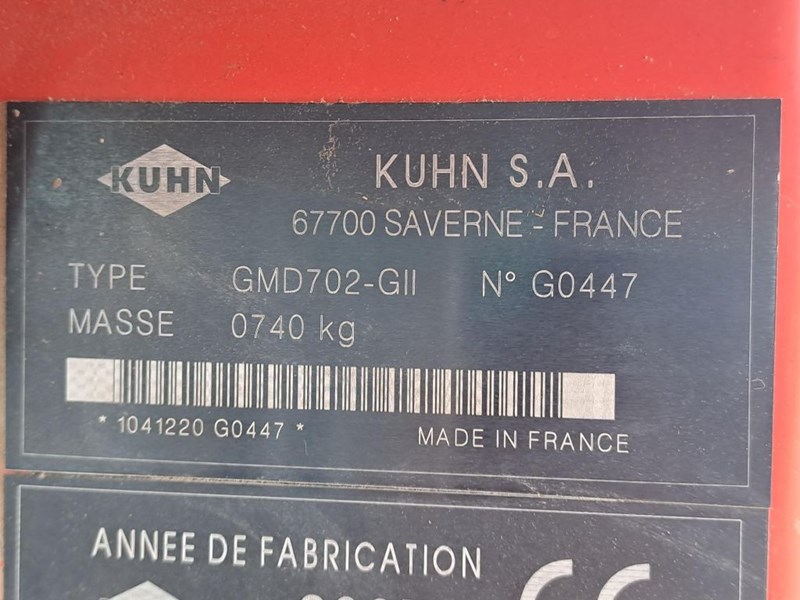 KUHN
KUHN S.A.
67700 SAVERNE - FRANCE
TYPE GMD702-GII N° G0447
MASSE 0740 kg
* 1041220 G0447 *
MADE IN FRANCE
ANNEE DE FABRICATION
CE